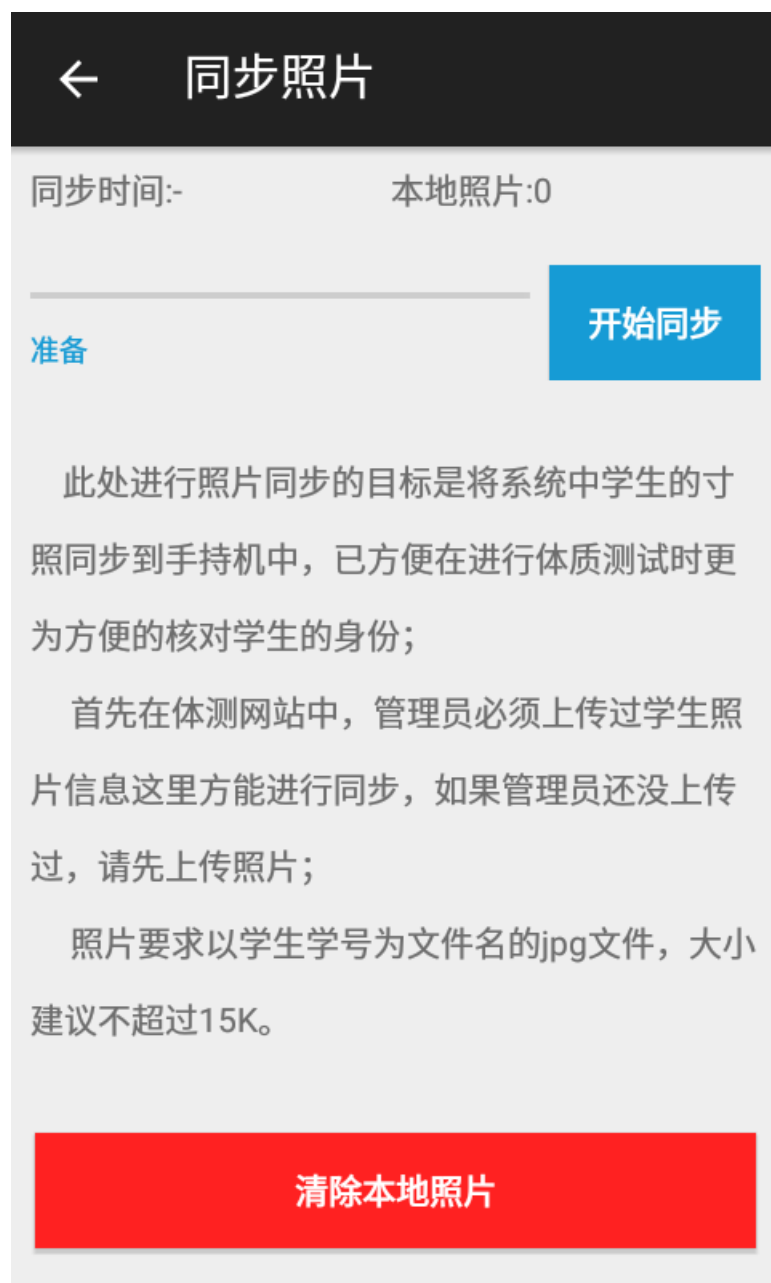 同步照片
同步时间:- 本地照片:0
开始同步
准备
此处进行照片同步的目标是将系统中学生的寸
照同步到手持机中，已方便在进行体质测试时更
为方便的核对学生的身份；
首先在体测网站中，管理员必须上传过学生照
片信息这里方能进行同步，如果管理员还没上传
过，请先上传照片；
照片要求以学生学号为文件名的jpg文件，大小
建议不超过15K。
清除本地照片